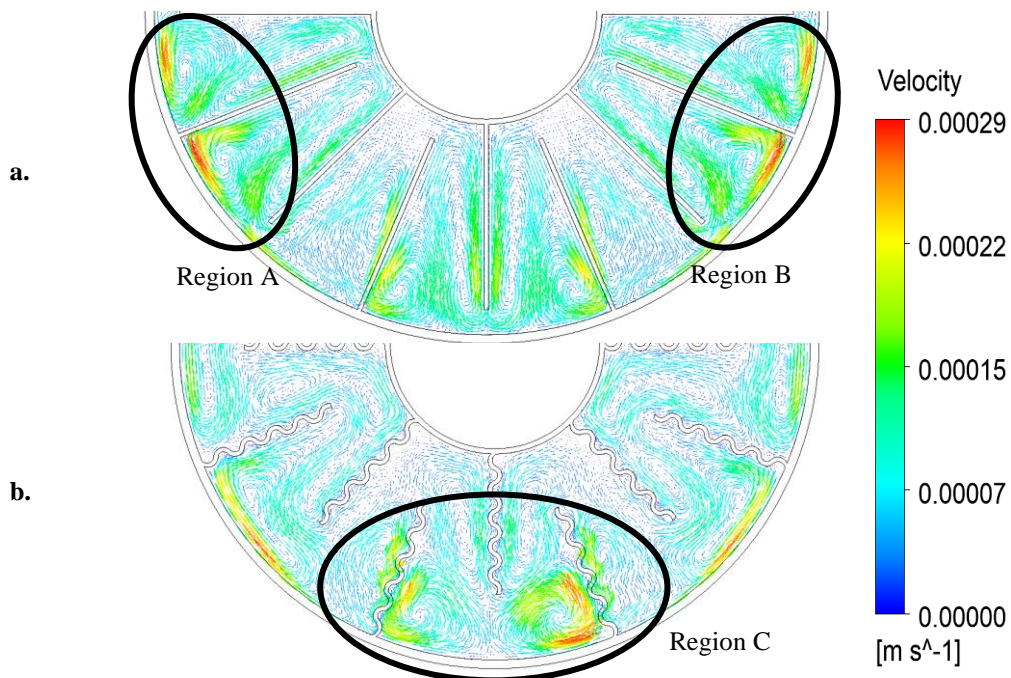 a.
Region A
Region B
b.
Region C
Velocity
0.00029
0.00022
0.00015
0.00007
0.00000
[m s^-1]